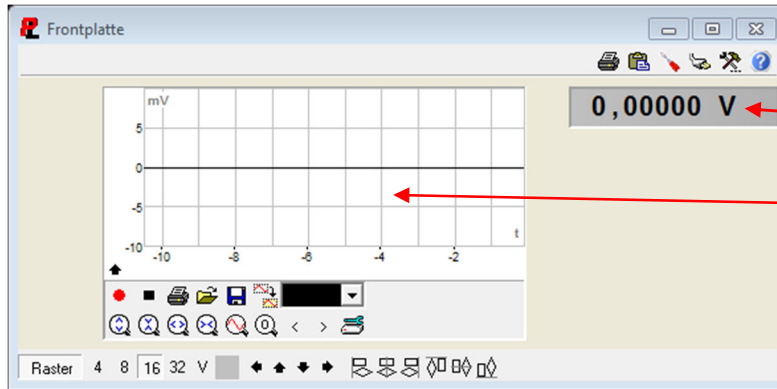 Frontplatte
0,00000 V
mV
5
0
-5
-10
t
-10 -8 -6 -4 -2
Raster 4 8 16 32 V